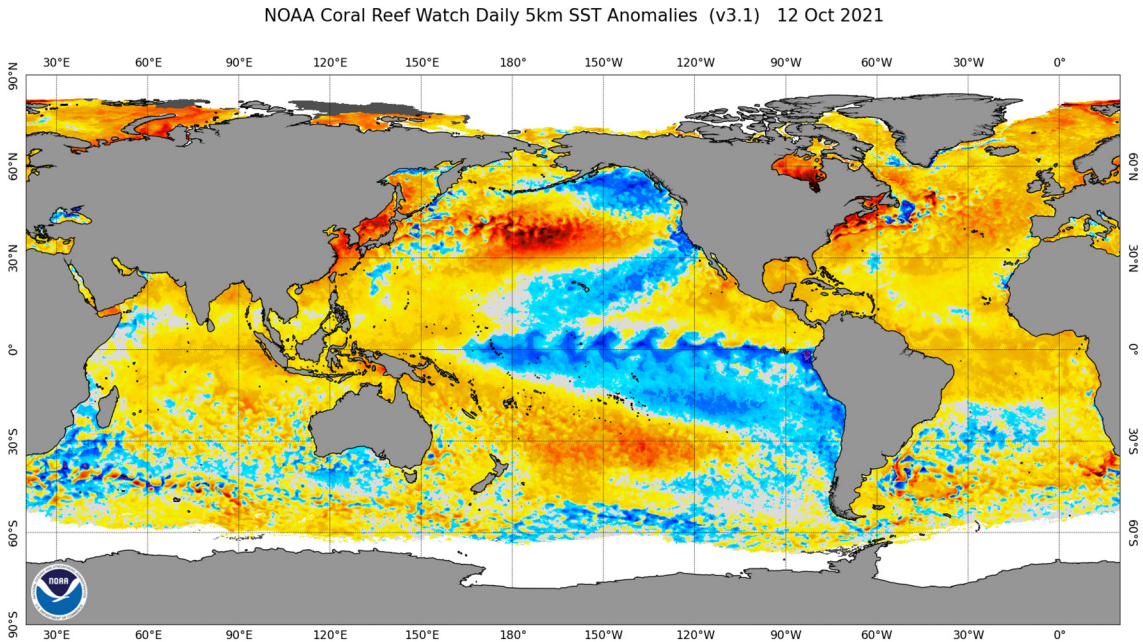 NOAA Coral Reef Watch Daily 5km SST Anomalies (v3.1) 12 Oct 2021
30°E 60°E 90°E 120°E 150°E 180° 150°W 120°W 90°W 60°W 30°W 0°
90°N
60°N 60°N
30°N 30°N
0° 0°
30°S 30°S
60°S 60°S
NOAA
90°S
30°E 60°E 90°E 120°E 150°E 180° 150°W 120°W 90°W 60°W 30°W 0°